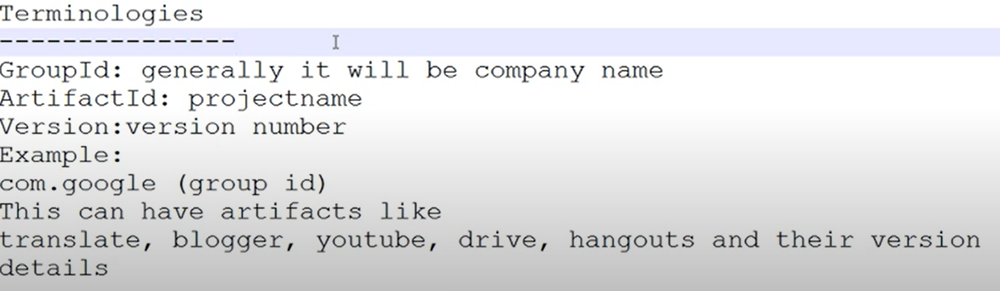 Terminologies
---------------
GroupId: generally it will be company name
ArtifactId: projectname
Version:version number
Example:
com.google (group id)
This can have artifacts like
translate, blogger, youtube, drive, hangouts and their version
details